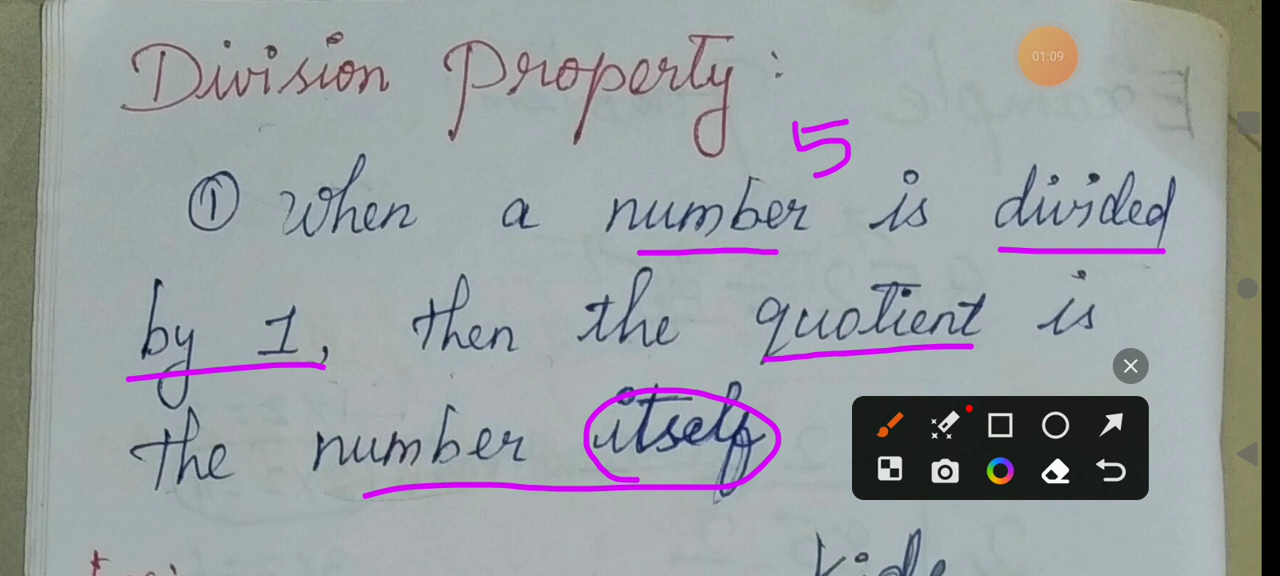 Division Property:
01:09
5
① When a number is divided
by 1, then the quotient is
the number itself